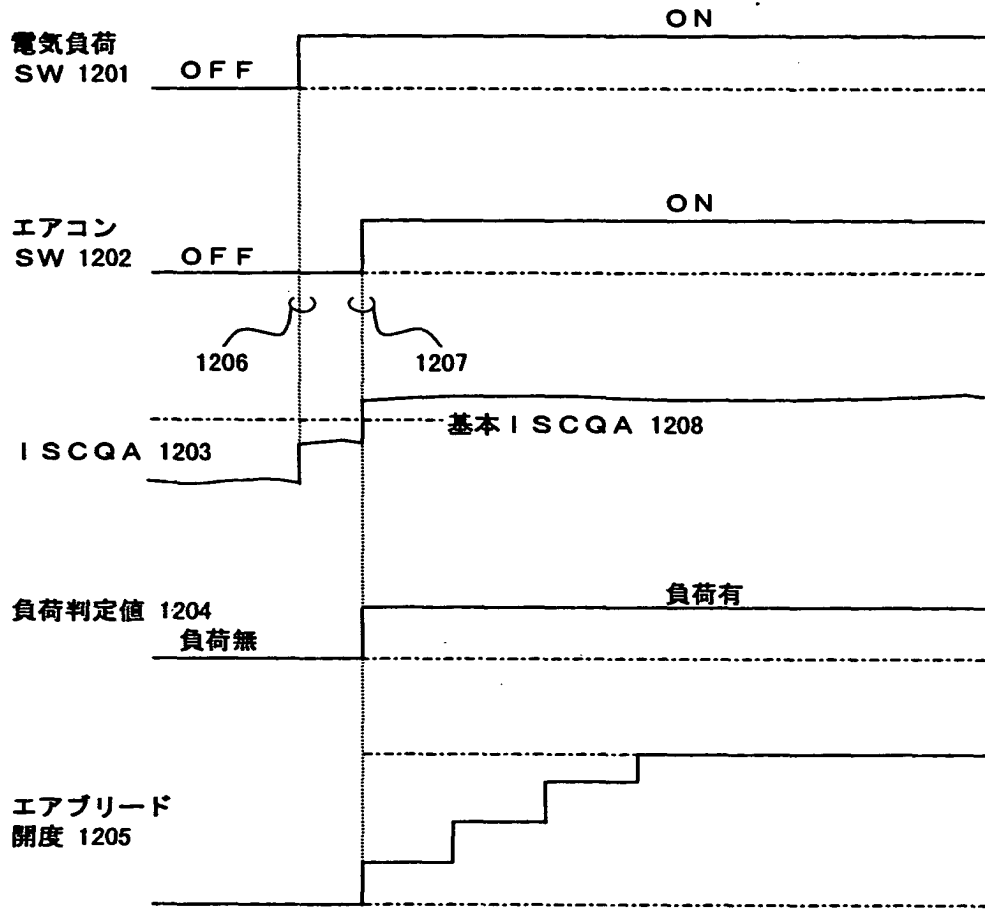 ON
電気負荷
SW 1201
OFF
ON
エアコン
SW 1202
OFF
1206
1207
基本ISCQA 1208
ISCQA 1203
負荷判定値 1204
負荷有
負荷無
エアブリード
開度 1205